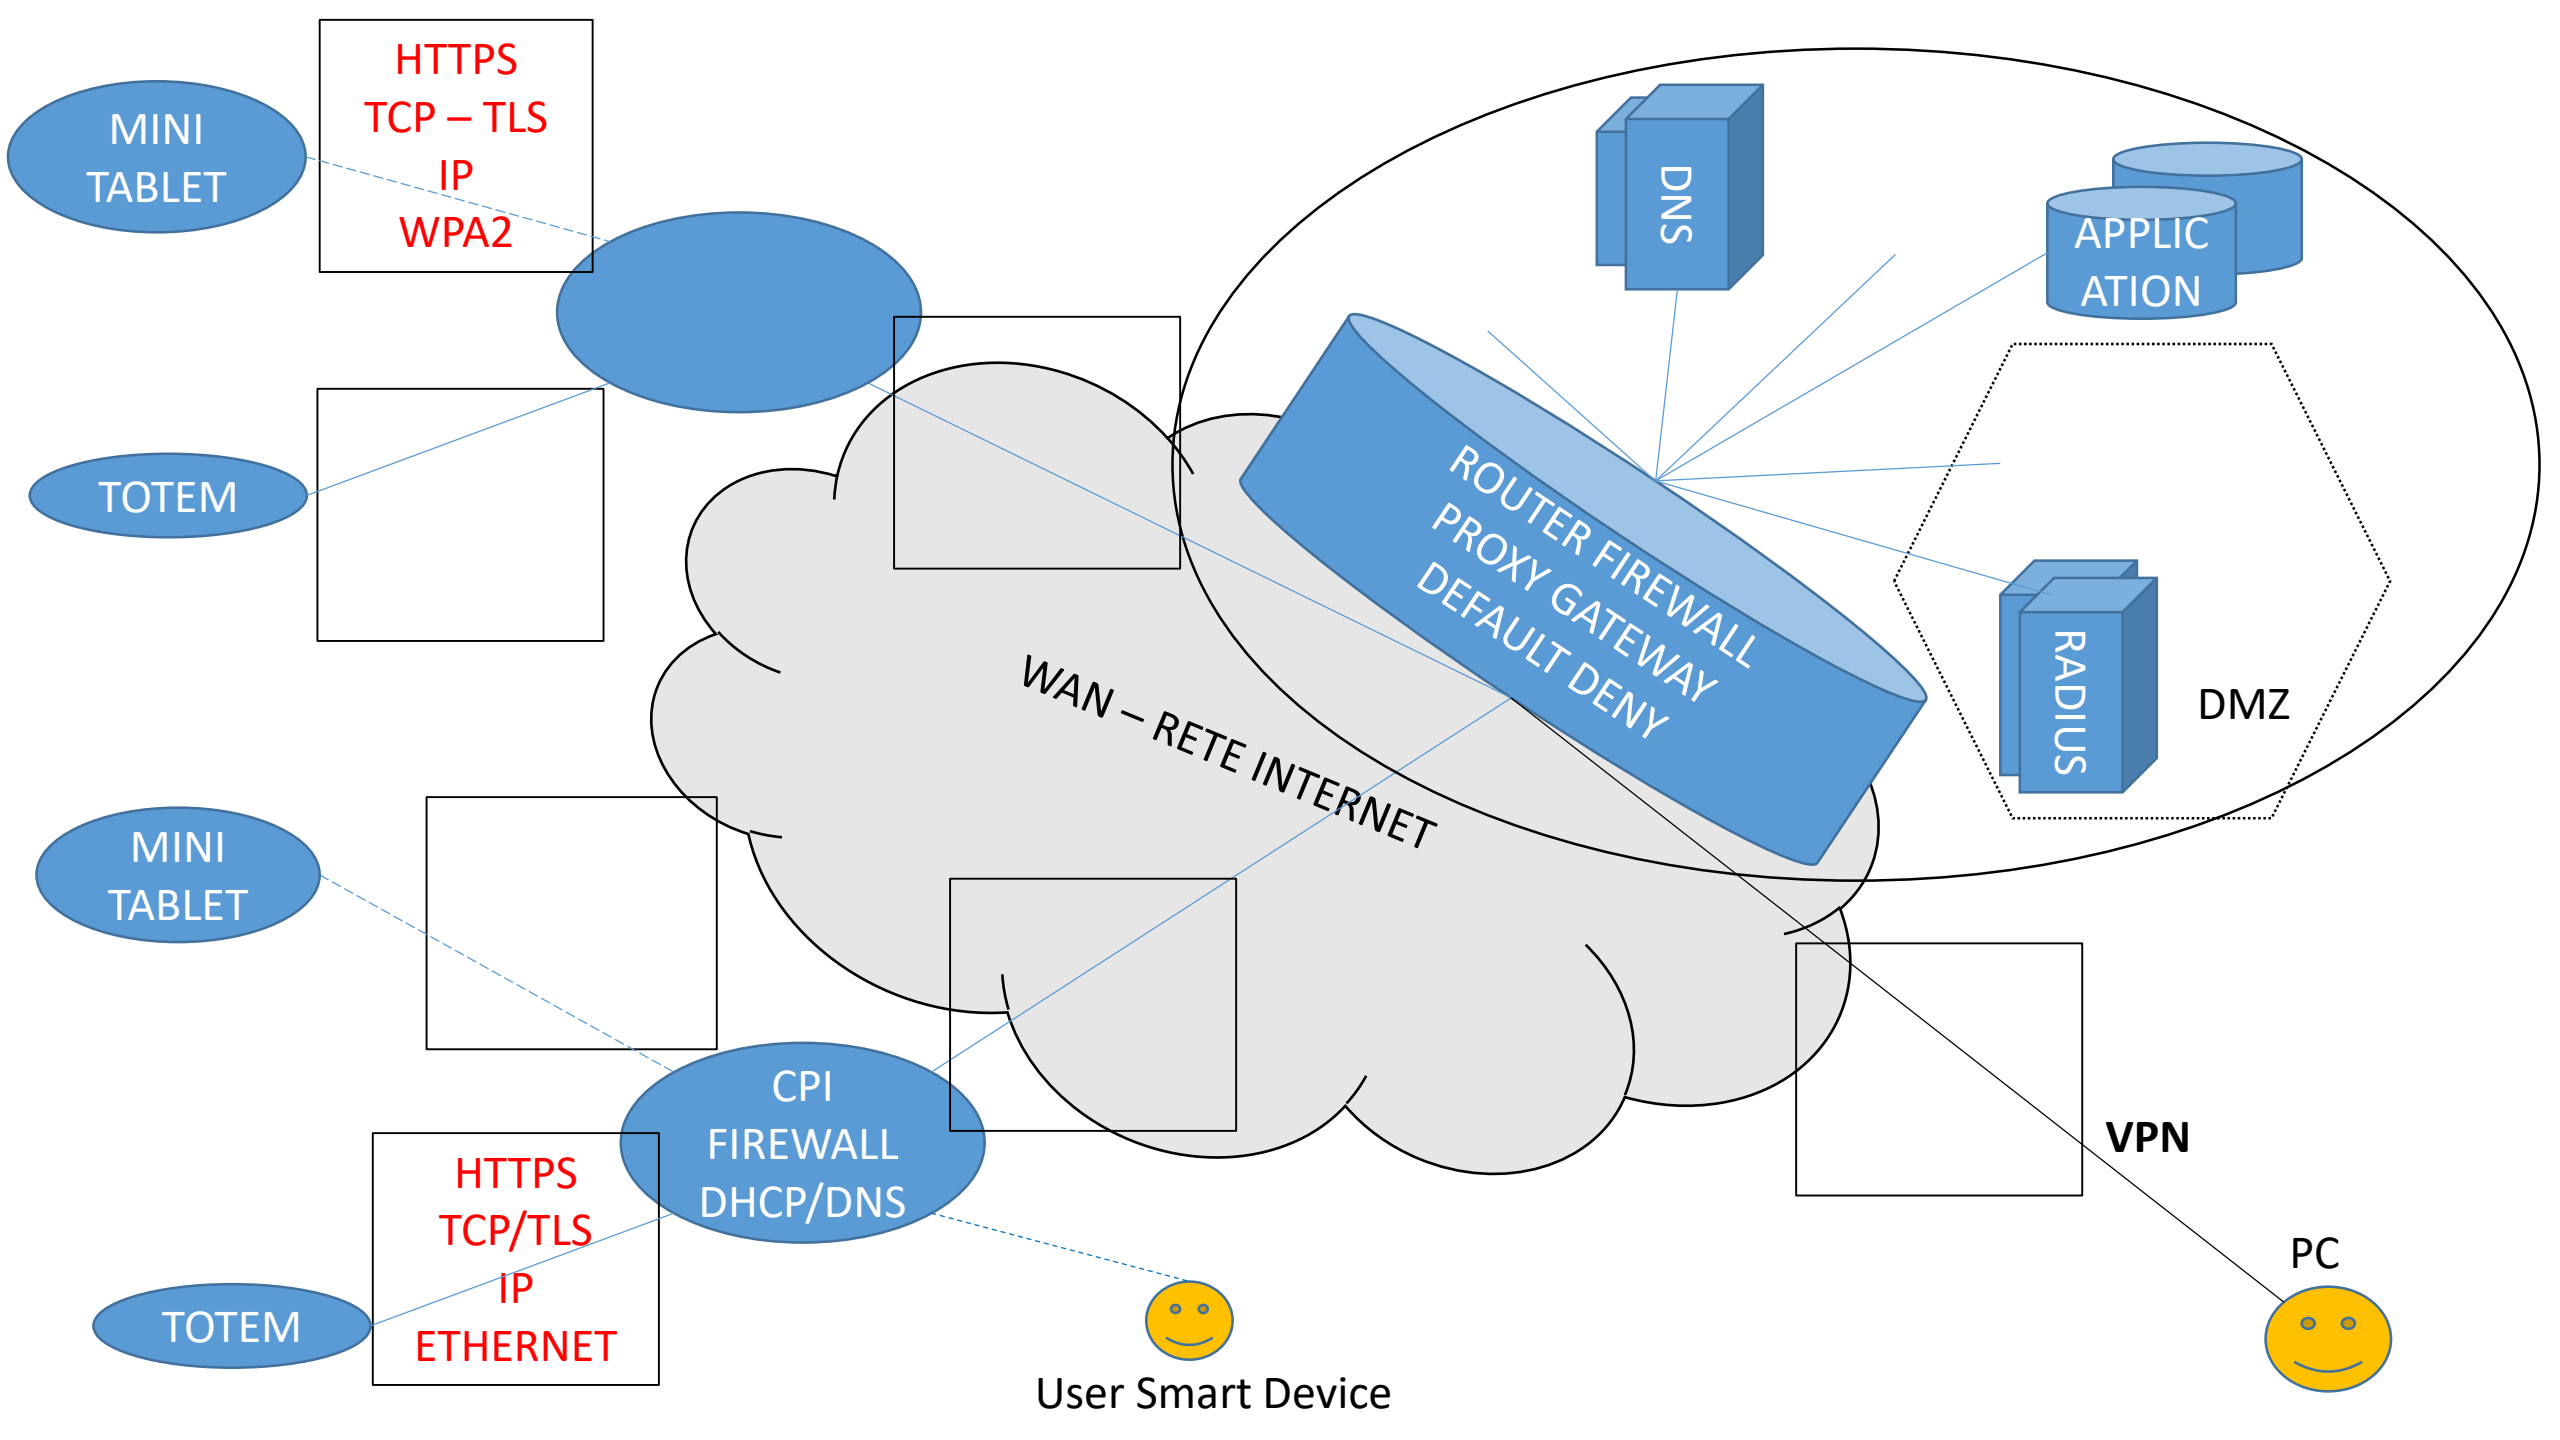 HTTPS
TCP – TLS
IP
WPA2
MINI
TABLET
DNS
APPLIC
ATION
TOTEM
ROUTER FIREWALL
PROXY GATEWAY
DEFAULT DENY
RADIUS
DMZ
WAN – RETE INTERNET
MINI
TABLET
CPI
FIREWALL
DHCP/DNS
VPN
HTTPS
TCP/TLS
IP
ETHERNET
TOTEM
PC
User Smart Device